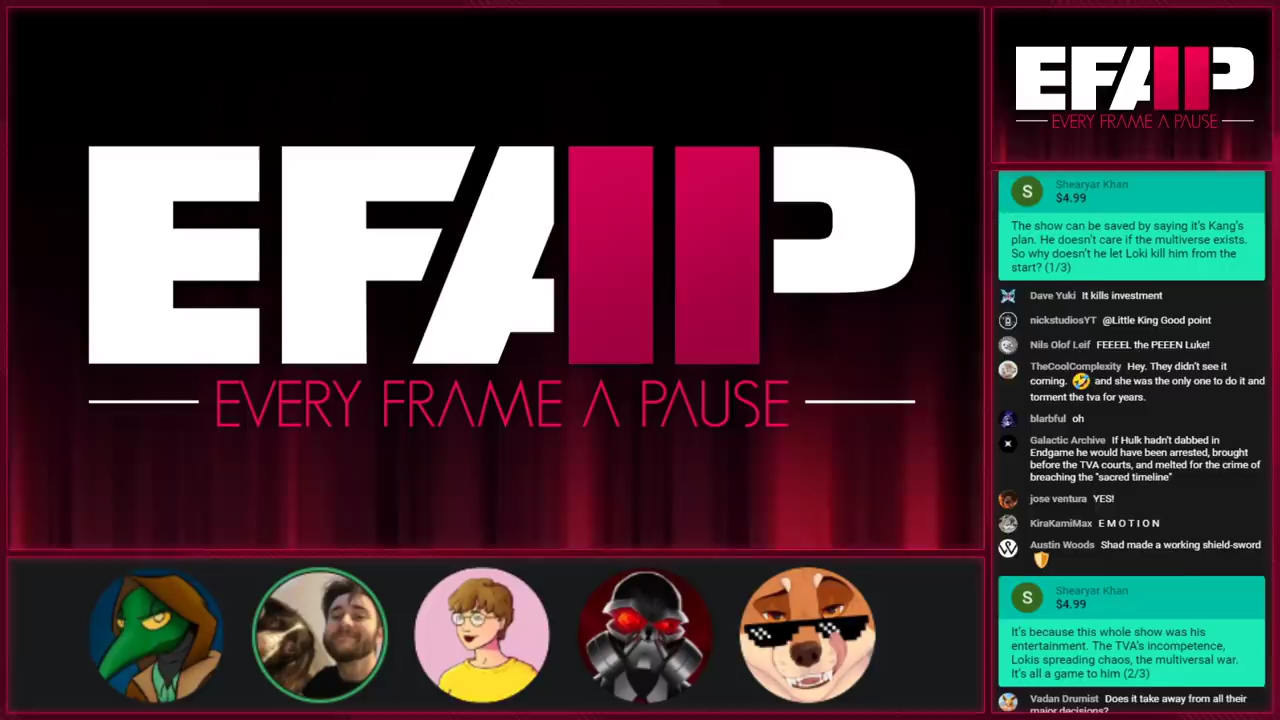 EFAP
EVERY FRAME A PAUSE
EFAP
EVERY FRAME A PAUSE
S
Shearyar Khan
$4.99
The show can be saved by saying it's Kang's
plan. He doesn't care if the multiverse exists.
So why doesn't he let Loki kill him from the
start? (1/3)
Dave Yuki It kills investment
nickstudiosYT @Little King Good point
Nils Olof Leif FEEEEL the PEEEN Luke!
TheCoolComplexity Hey. They didn't see it
coming. 🤣 and she was the only one to do it and
torment the tva for years.
blarbful oh
Galactic Archive If Hulk hadn't dabbed in
Endgame he would have been arrested, brought
before the TVA courts, and melted for the crime of
breaching the "sacred timeline"
jose ventura YES!
KiraKamiMax E M O T I O N
Austin Woods Shad made a working shield-sword
🛡
S
Shearyar Khan
$4.99
It's because this whole show was his
entertainment. The TVA's incompetence,
Lokis spreading chaos, the multiversal war.
It's all a game to him (2/3)
Vadan Drumist Does it take away from all their
major decisions?